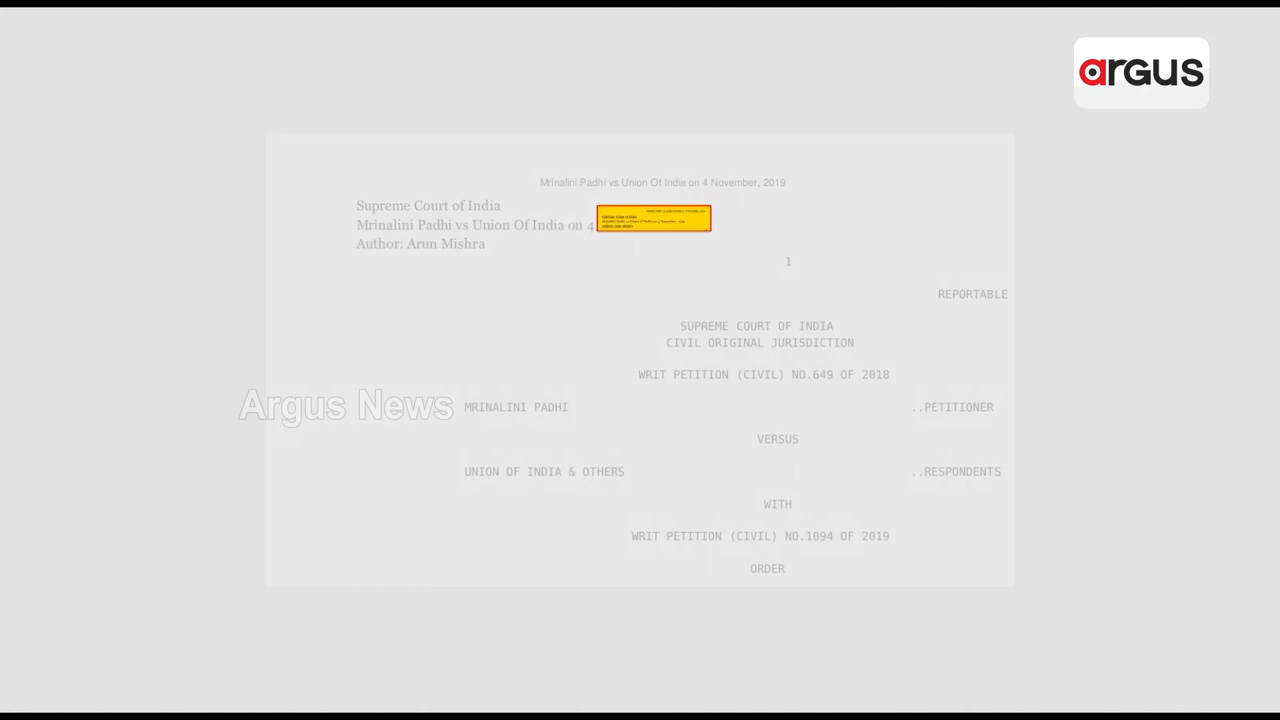 argus
Mrinalini Padhi vs Union Of India on 4 November, 2019
Supreme Court of India
Mrinalini Padhi vs Union Of India on 4
Author: Arun Mishra
1
REPORTABLE
SUPREME COURT OF INDIA
CIVIL ORIGINAL JURISDICTION
WRIT PETITION (CIVIL) NO.649 OF 2018
Argus News
MRINALINI PADHI ..PETITIONER
VERSUS
UNION OF INDIA & OTHERS ..RESPONDENTS
WITH
WRIT PETITION (CIVIL) NO.1094 OF 2019
ORDER